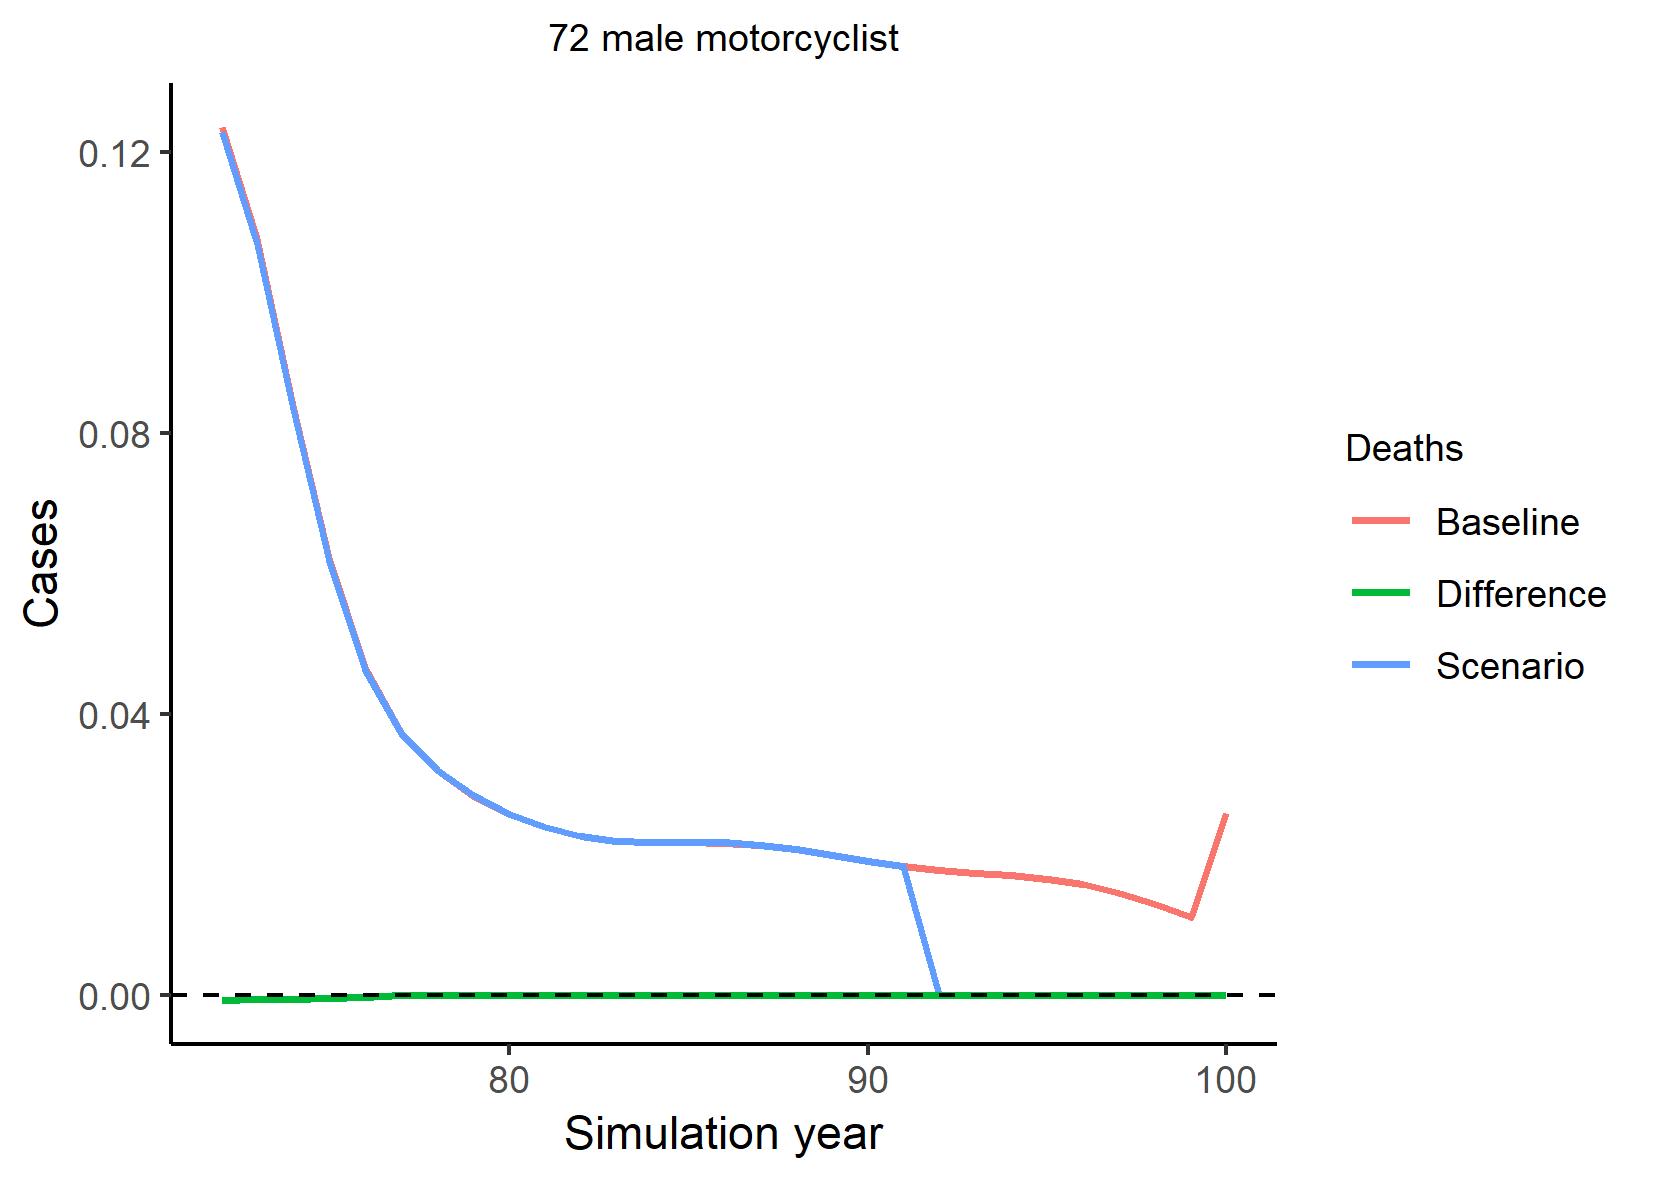 72 male motorcyclist
0.12
0.08
0.04
0.00
Cases
80 90 100
Simulation year
Deaths
Baseline
Difference
Scenario